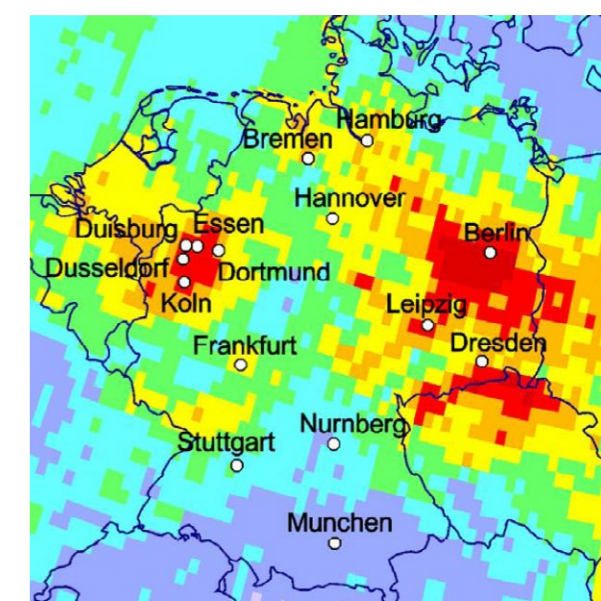 Hamburg
Bremen
Hannover
Duisburg
Essen
Berlin
Dusseldorf
Dortmund
Koln
Leipzig
Frankfurt
Dresden
Nurnberg
Stuttgart
Munchen